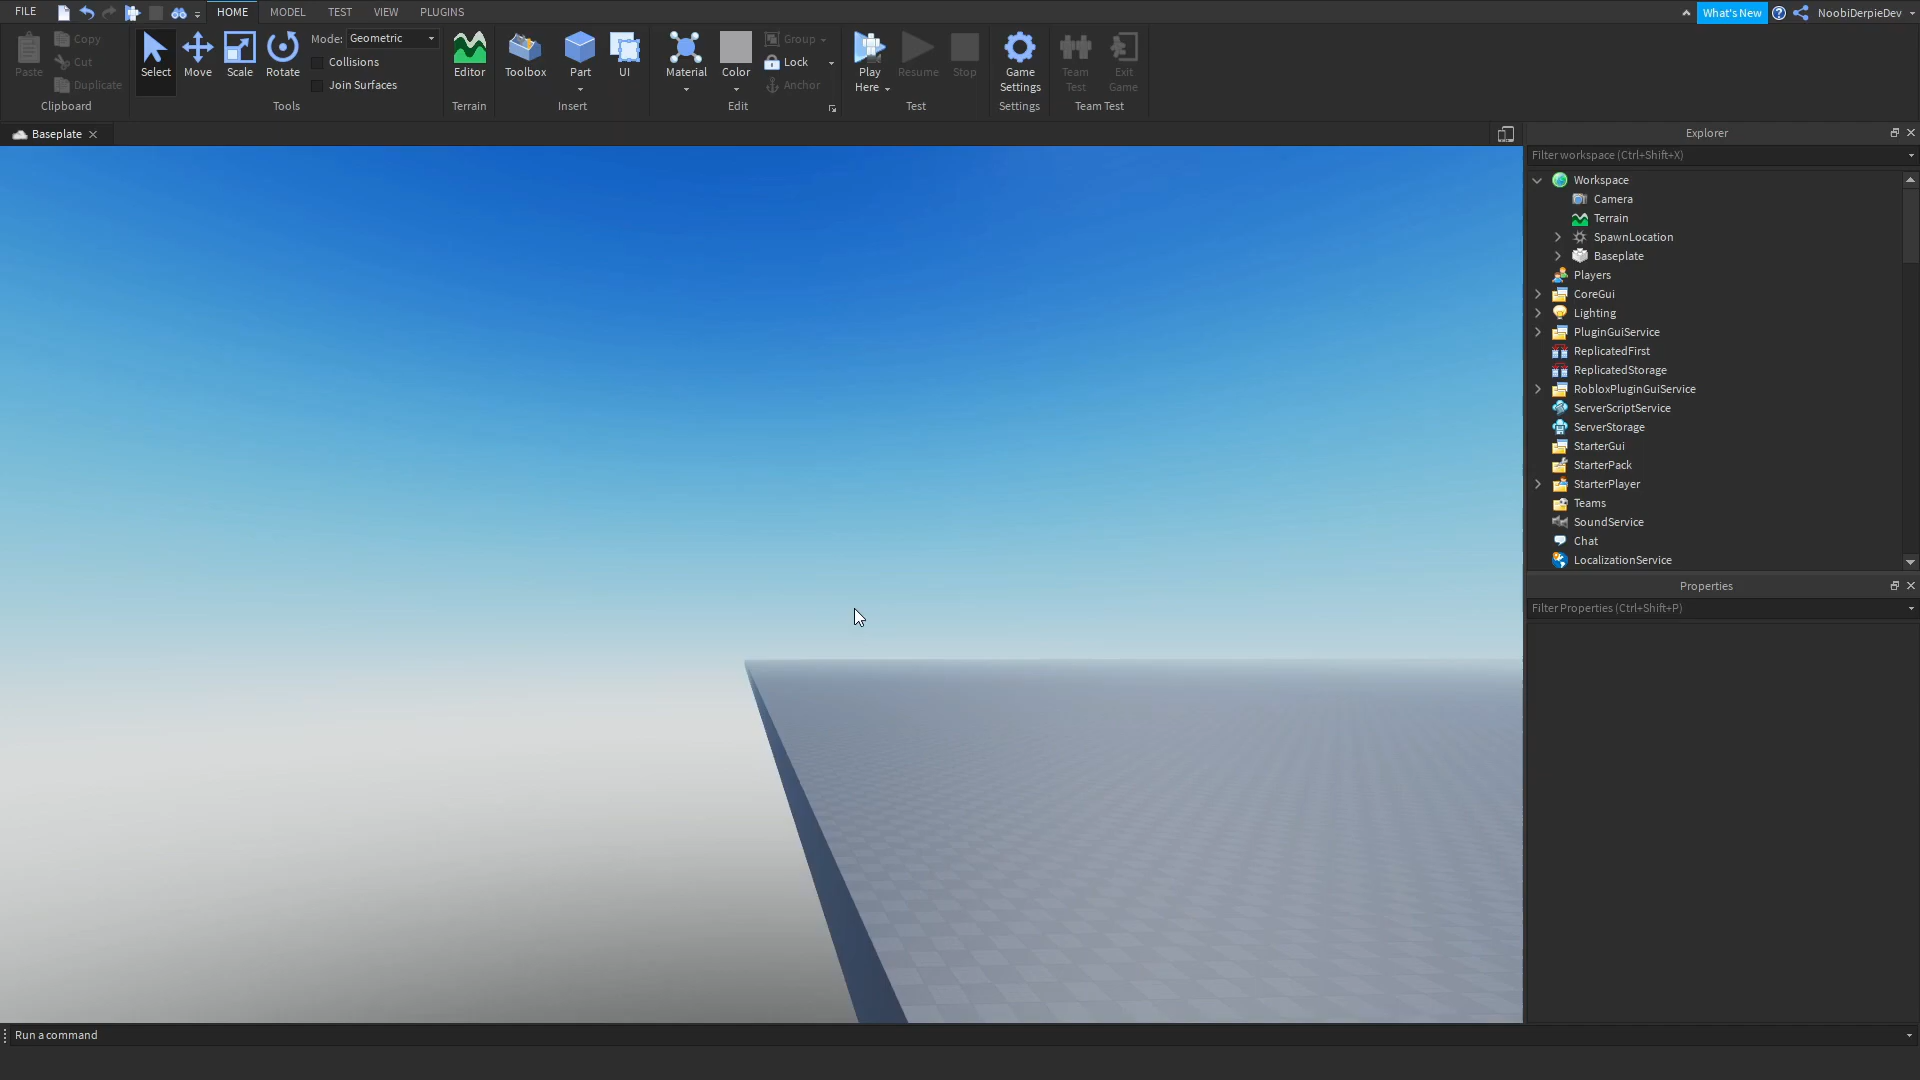 FILE HOME MODEL TEST VIEW PLUGINS What's New NoobiDerpieDev
Paste Copy Cut Duplicate
Clipboard
Select Move Scale Rotate Mode: Geometric
Collisions
Join Surfaces
Tools
Editor
Terrain
Toolbox Part UI
Insert
Material Color Group Lock Anchor
Edit
Play Here Resume Stop
Test
Game Settings
Settings
Team Test Exit Game
Team Test
Baseplate
Explorer
Filter workspace (Ctrl+Shift+X)
Workspace
Camera
Terrain
SpawnLocation
Baseplate
Players
CoreGui
Lighting
PluginGuiService
ReplicatedFirst
ReplicatedStorage
RobloxPluginGuiService
ServerScriptService
ServerStorage
StarterGui
StarterPack
StarterPlayer
Teams
SoundService
Chat
LocalizationService
Properties
Filter Properties (Ctrl+Shift+P)
Run a command